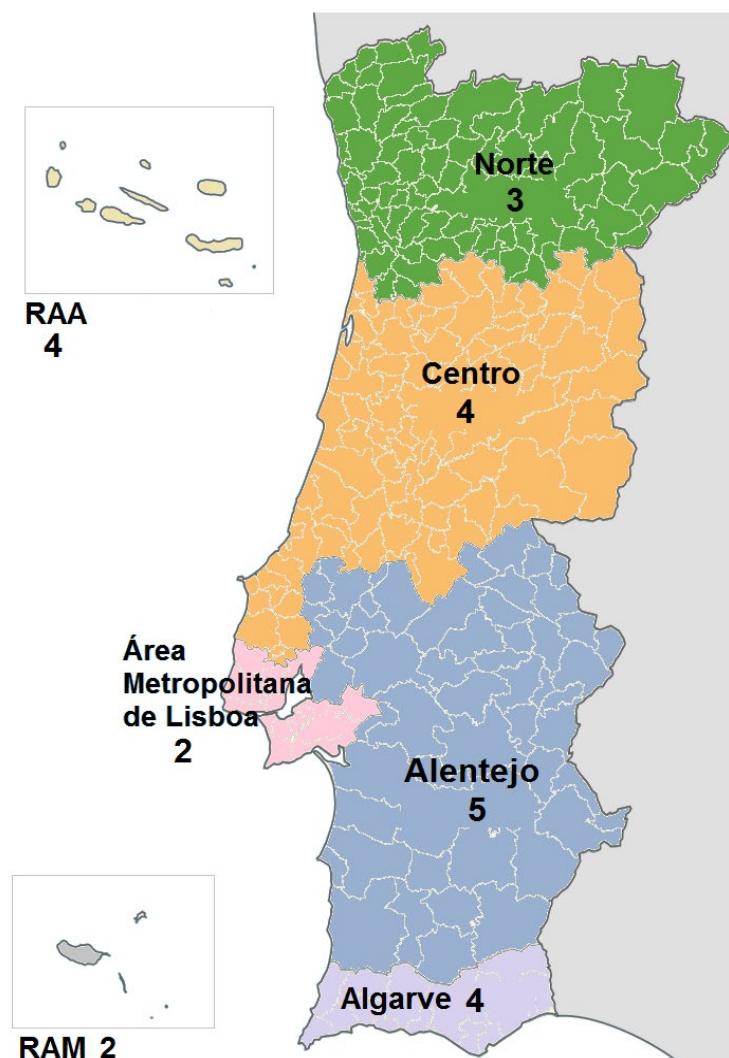 Norte
3
RAA
4
Centro
4
Área
Metropolitana
de Lisboa
2
Alentejo
5
Algarve 4
RAM 2